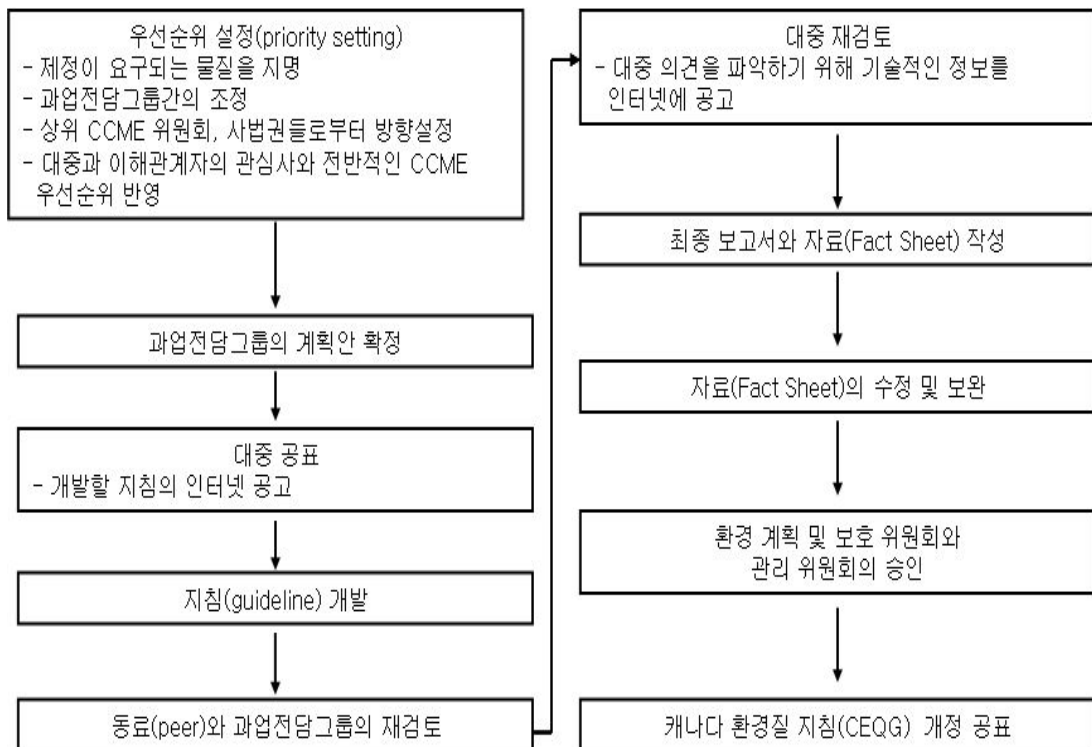 우선순위 설정(priority setting)
- 제정이 요구되는 물질을 지명
- 과업전담그룹간의 조정
- 상위 CCME 위원회, 사법권들로부터 방향설정
- 대중과 이해관계자의 관심사와 전반적인 CCME
우선순위 반영
과업전담그룹의 계획안 확정
대중 공표
- 개발할 지침의 인터넷 공고
지침(guideline) 개발
동료(peer)와 과업전담그룹의 재검토
대중 재검토
- 대중 의견을 파악하기 위해 기술적인 정보를
인터넷에 공고
최종 보고서와 자료(Fact Sheet) 작성
자료(Fact Sheet)의 수정 및 보완
환경 계획 및 보호 위원회와
관리 위원회의 승인
캐나다 환경질 지침(CEQG) 개정 공표